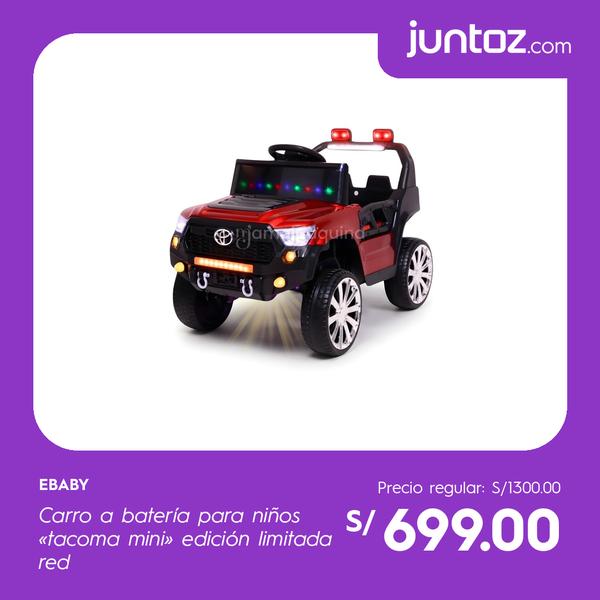 juntoz.com
EBABY
Precio regular: S/1300.00
Carro a batería para niños
«tacoma mini» edición limitada
red
S/ 699.00